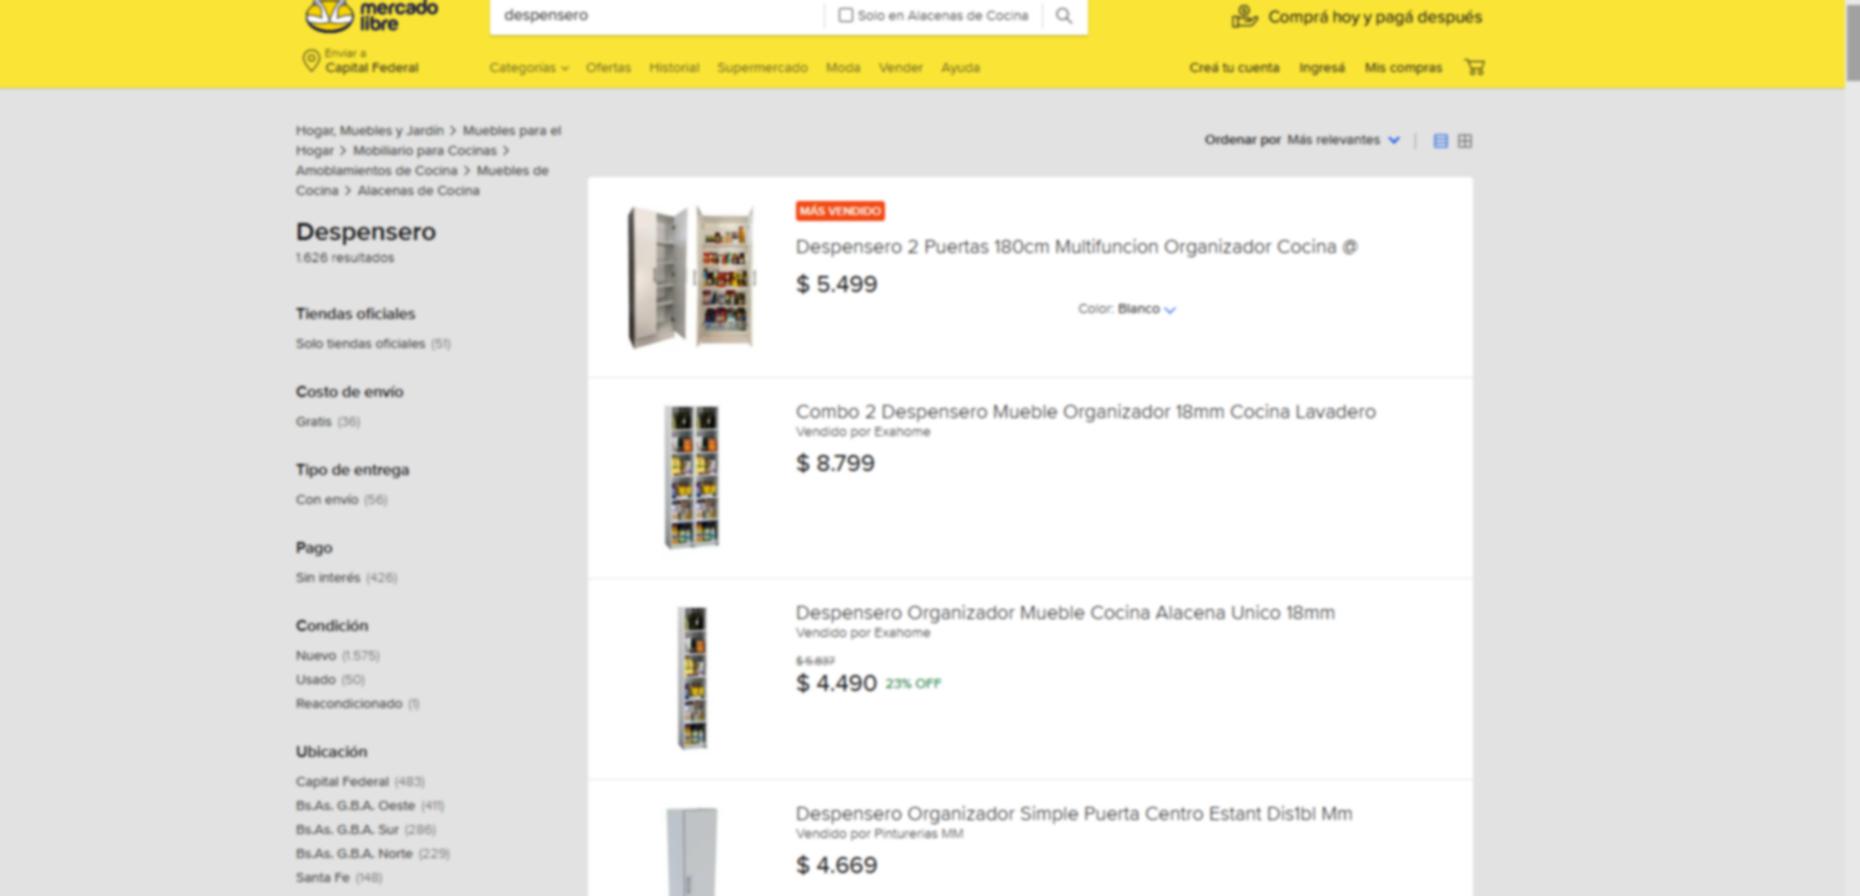 mercado
libre
despensero
Solo en Alacenas de Cocina
Comprá hoy y pagá después
Enviar a
Capital Federal
Categorías
Ofertas
Historial
Supermercado
Moda
Vender
Ayuda
Creá tu cuenta
Ingresá
Mis compras
Hogar, Muebles y Jardín > Muebles para el
Hogar > Mobiliario para Cocinas >
Amoblamientos de Cocina > Muebles de
Cocina > Alacenas de Cocina
Despensero
1.626 resultados
Tiendas oficiales
Solo tiendas oficiales (51)
Costo de envío
Gratis (36)
Tipo de entrega
Con envío (56)
Pago
Sin interés (426)
Condición
Nuevo (1.575)
Usado (50)
Reacondicionado (1)
Ubicación
Capital Federal (483)
Bs.As. G.B.A. Oeste (411)
Bs.As. G.B.A. Sur (286)
Bs.As. G.B.A. Norte (229)
Santa Fe (148)
Ordenar por Más relevantes
MÁS VENDIDO
Despensero 2 Puertas 180cm Multifuncion Organizador Cocina @
$ 5.499
Color: Blanco
Combo 2 Despensero Mueble Organizador 18mm Cocina Lavadero
Vendido por Exahome
$ 8.799
Despensero Organizador Mueble Cocina Alacena Unico 18mm
Vendido por Exahome
$ 5.837
$ 4.490 23% OFF
Despensero Organizador Simple Puerta Centro Estant Dis1bl Mm
Vendido por Pinturerías MM
$ 4.669